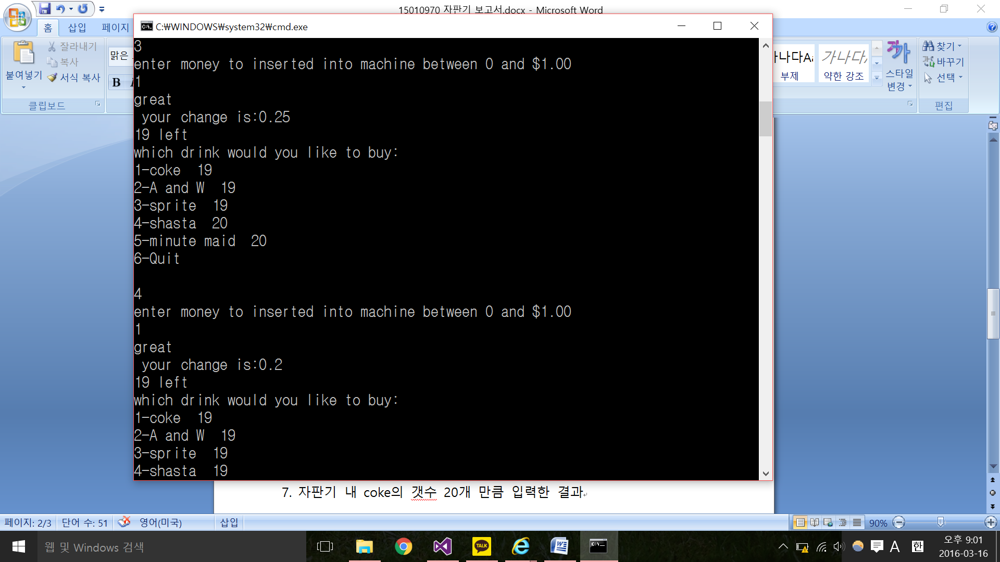 15010970 자판기 보고서.docx - Microsoft Word
홈 삽입 페이지
C:₩WINDOWS₩system32₩cmd.exe
붙여넣기
잘라내기
복사
서식 복사
클립보드
맑은
B
가나다Aa
부제
가나다
약한 강조
스타일
변경
찾기
바꾸기
선택
편집
3
enter money to inserted into machine between 0 and $1.00
1
great
your change is:0.25
19 left
which drink would you like to buy:
1-coke 19
2-A and W 19
3-sprite 19
4-shasta 20
5-minute maid 20
6-Quit
4
enter money to inserted into machine between 0 and $1.00
1
great
your change is:0.2
19 left
which drink would you like to buy:
1-coke 19
2-A and W 19
3-sprite 19
4-shasta 19
7. 자판기 내 coke의 갯수 20개 만큼 입력한 결과
페이지: 2/3 단어 수: 51 영어(미국) 삽입 90%
웹 및 Windows 검색
TALK
A 한
오후 9:01
2016-03-16